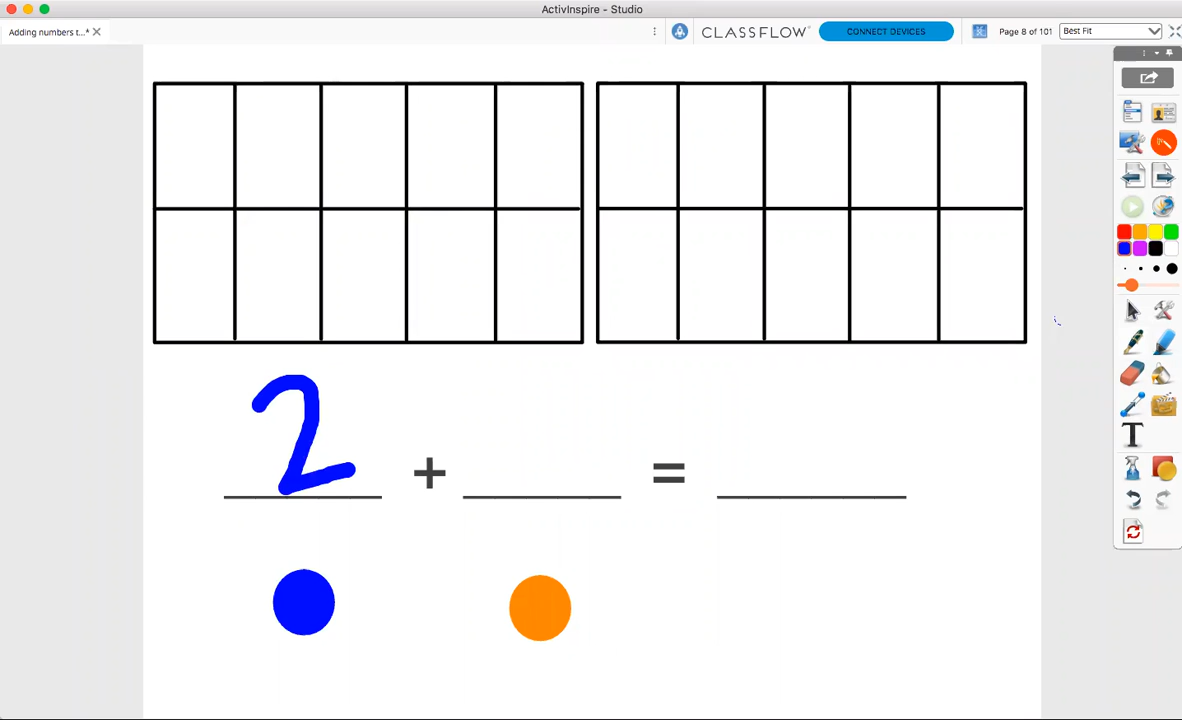 ActivInspire - Studio
Adding numbers t...*
CLASSFLOW
CONNECT DEVICES
Page 8 of 101
Best Fit
2 + =
T